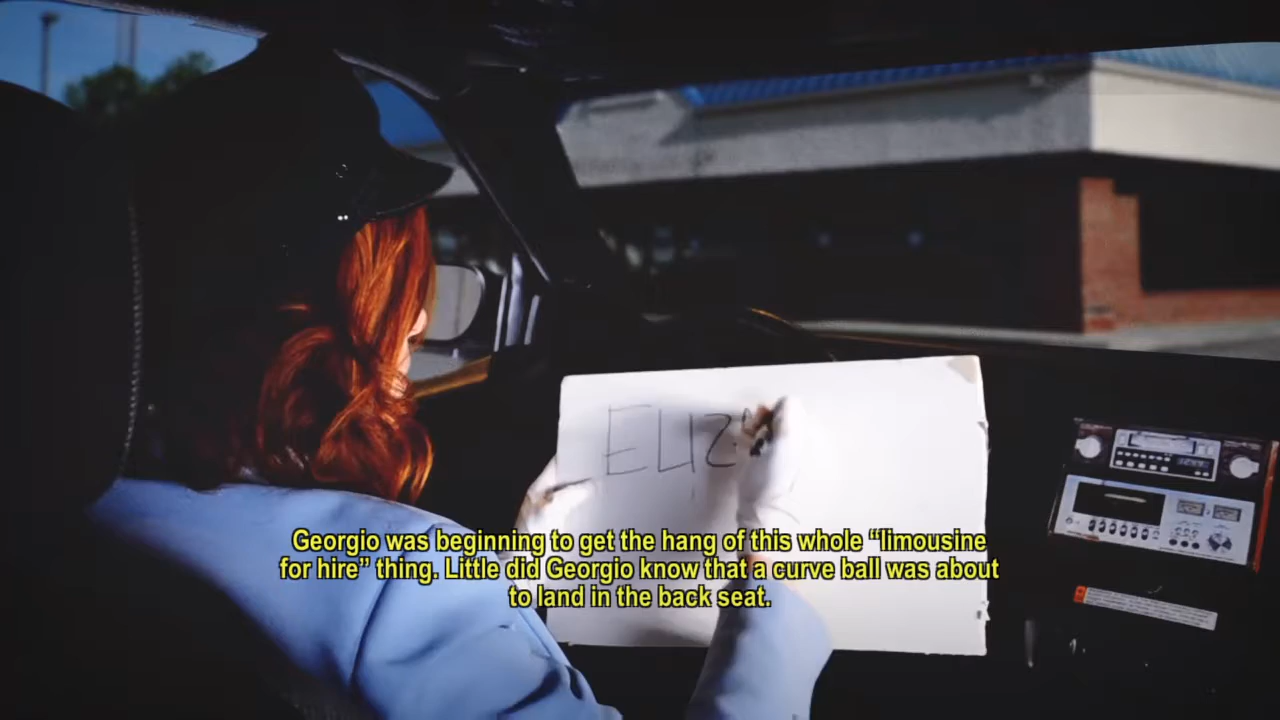 ELIZ
Georgio was beginning to get the hang of this whole “limousine
for hire” thing. Little did Georgio know that a curve ball was about
to land in the back seat.